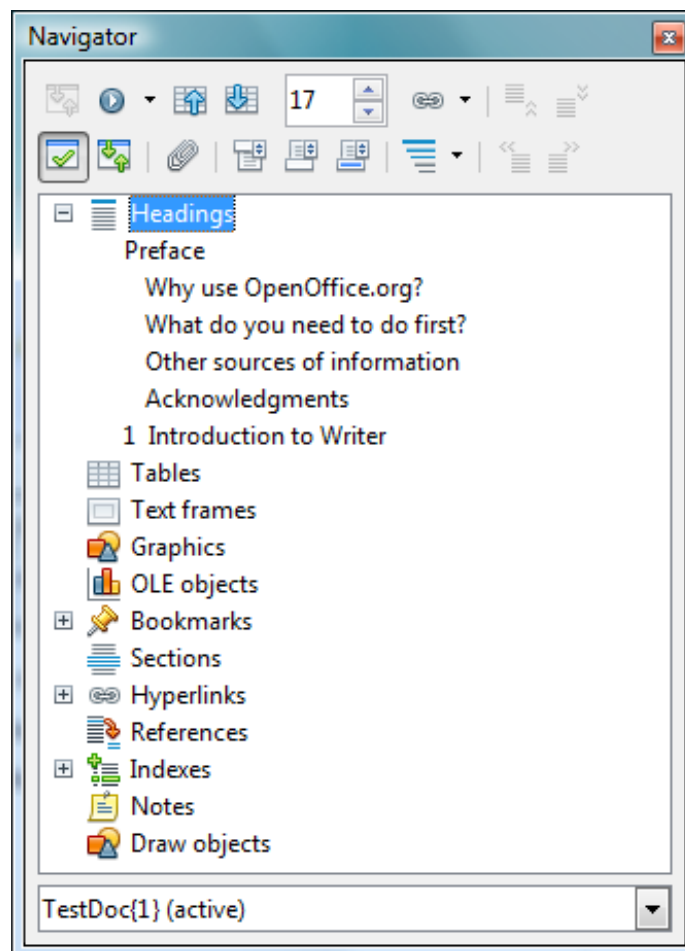 Navigator
17
Headings
Preface
Why use OpenOffice.org?
What do you need to do first?
Other sources of information
Acknowledgments
1 Introduction to Writer
Tables
Text frames
Graphics
OLE objects
Bookmarks
Sections
Hyperlinks
References
Indexes
Notes
Draw objects
TestDoc{1} (active)